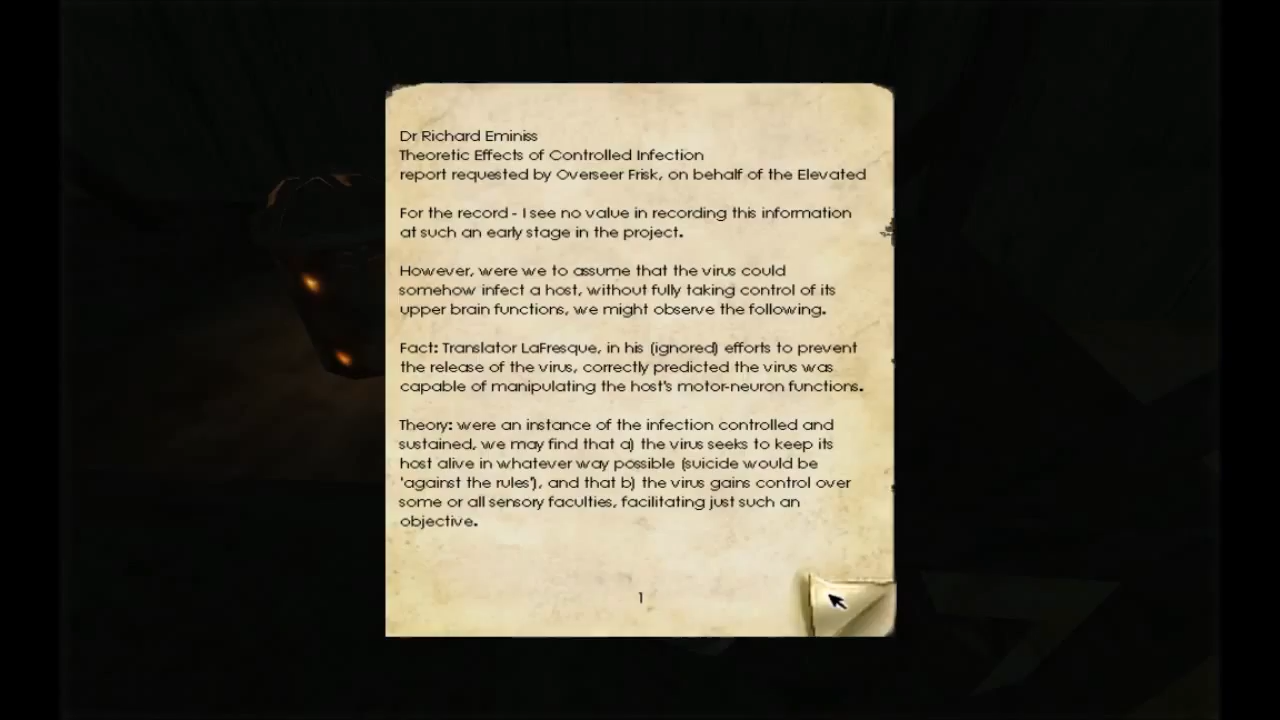 Dr Richard Eminiss
Theoretic Effects of Controlled Infection
report requested by Overseer Frisk, on behalf of the Elevated
For the record - I see no value in recording this information
at such an early stage in the project.
However, were we to assume that the virus could
somehow infect a host, without fully taking control of its
upper brain functions, we might observe the following.
Fact: Translator LaFresque, in his (ignored) efforts to prevent
the release of the virus, correctly predicted the virus was
capable of manipulating the host's motor-neuron functions.
Theory: were an instance of the infection controlled and
sustained, we may find that a) the virus seeks to keep its
host alive in whatever way possible (suicide would be
'against the rules'), and that b) the virus gains control over
some or all sensory faculties, facilitating just such an
objective.
1